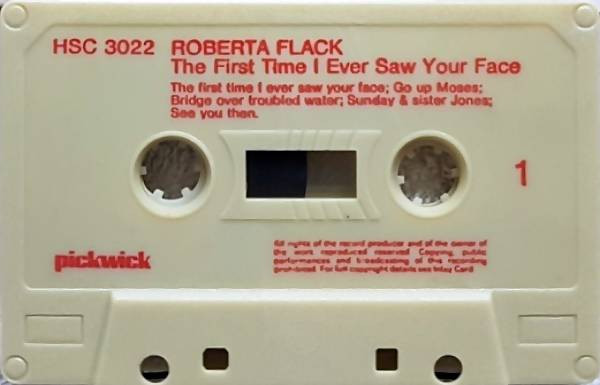 HSC 3022 ROBERTA FLACK
The First Time I Ever Saw Your Face
The first time I ever saw your face; Go up Moses;
Bridge over troubled water; Sunday & sister Jones;
See you then.
1
pickwick
All rights of the record producer and of the owner of
the work reproduced reserved Copying, public
performances and broadcasting of this recording
prohibited For full copyright details see Inlay Card